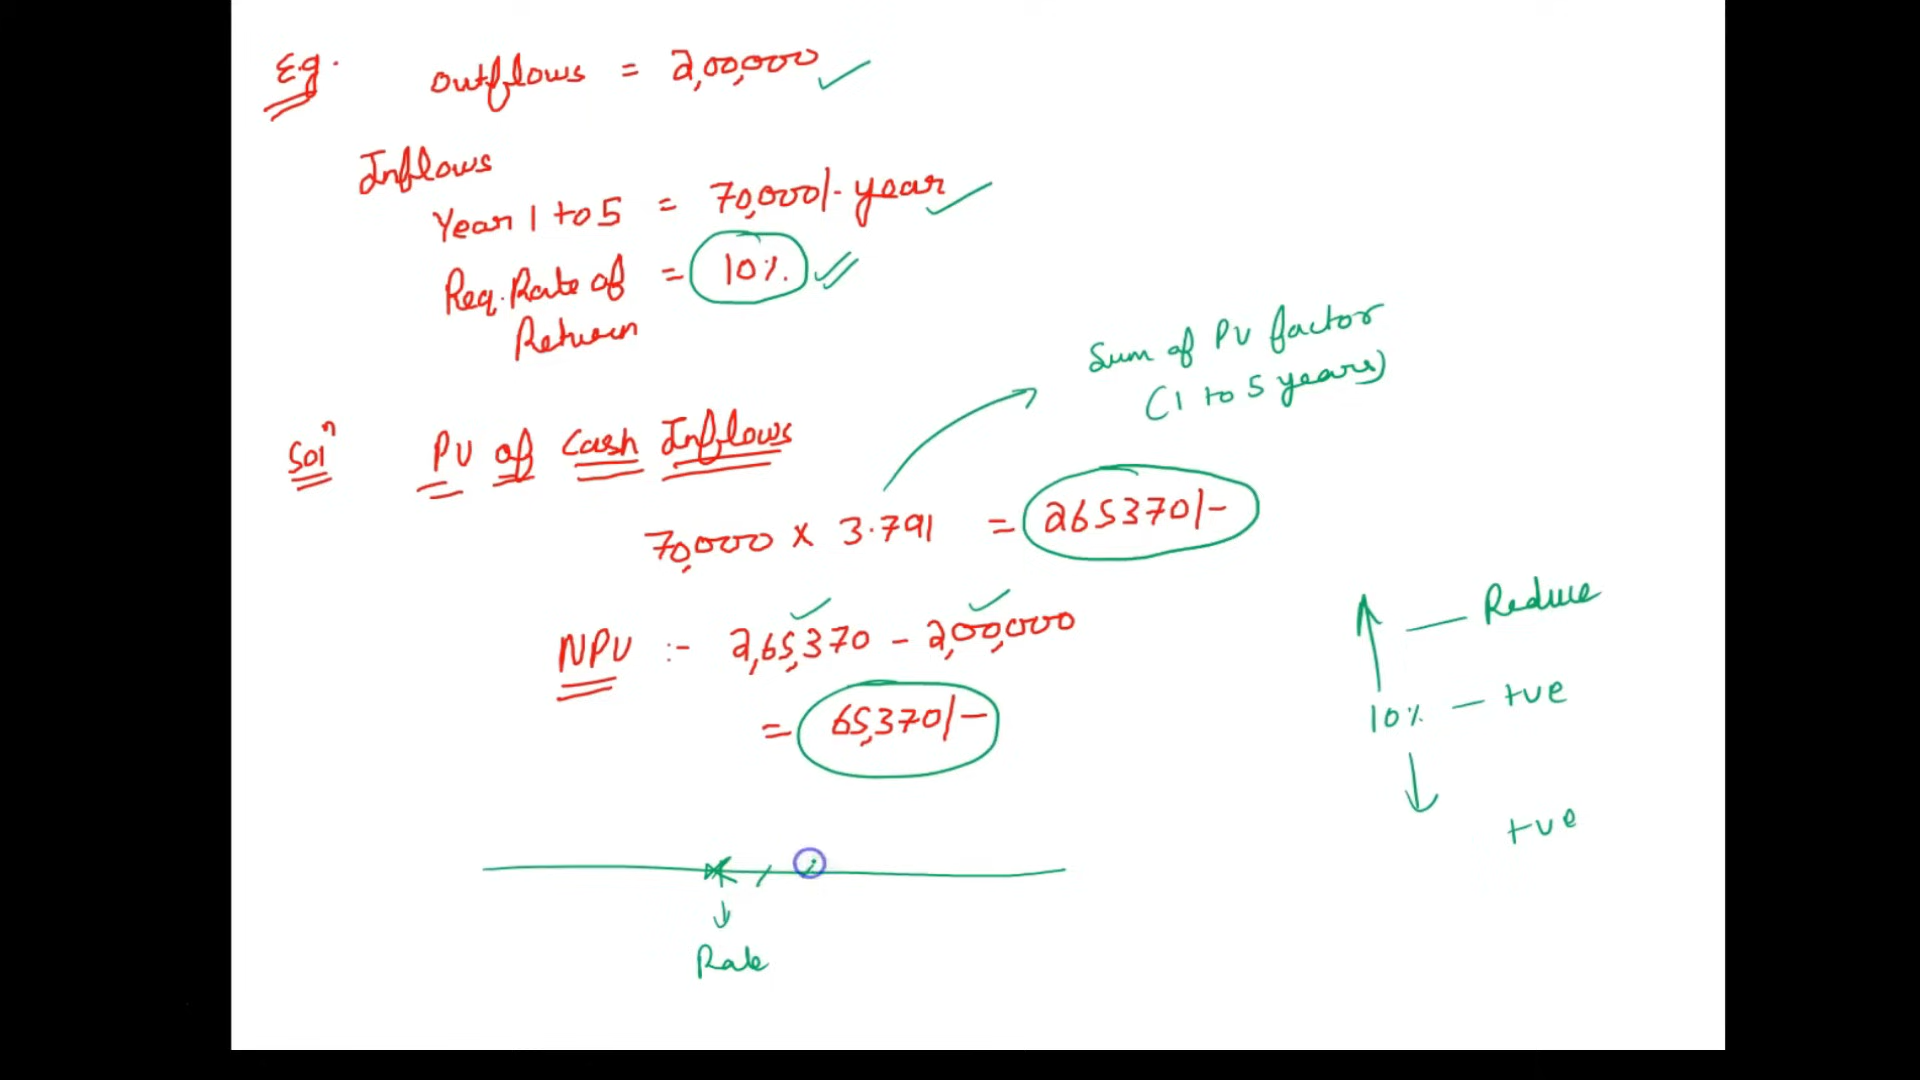 E.g. outflows = 2,00,000
Inflows
Year 1 to 5 = 70,000/- year
Req. Rate of = 10%.
Return
Sum of PV factor
(1 to 5 years)
Solⁿ PV of Cash Inflows
70,000 x 3.791 = 265370/-
NPV :- 2,65,370 - 2,00,000
= 65,370/-
Reduce
10% - +ve
+ve
Rate